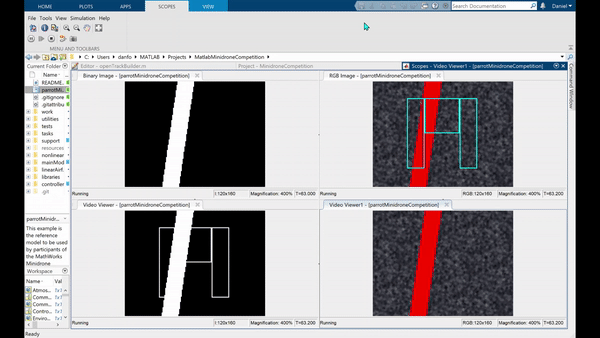 HOME PLOTS APPS SCOPES VIEW
Search Documentation Daniel
File Tools View Simulation Help
MENU AND TOOLBARS
C: Users danfo MATLAB Projects MatlabMinidroneCompetition
Current Folder
Editor - openTrackBuilder.m
Project - MinidroneCompetition
Scopes - Video Viewer1 - [parrotMinidroneCompetition]
Name
README...
parrotMi...
.gitignore
.gitattribu
work
utilities
tests
tasks
support
resources
nonlinear
mainMod
linearAirf.
libraries
controller
.git
Binary Image - [parrotMinidroneCompetition]
RGB Image - [parrotMinidroneCompetition]
Running I:120x160 Magnification: 400% T=63.000
Running RGB:120x160 Magnification: 400% T=63.000
Video Viewer - [parrotMinidroneCompetition]
Video Viewer1 - [parrotMinidroneCompetition]
Running I:120x160 Magnification: 400% T=63.200
Running RGB:120x160 Magnification: 400% T=63.200
parrotMinidr...
This example is
the reference
model to be used
by participants of
the MathWorks
Minidrone
Workspace
Name
Atmos...
Comm...
Comm...
Contr...
Enviro...
Command Window
Ready